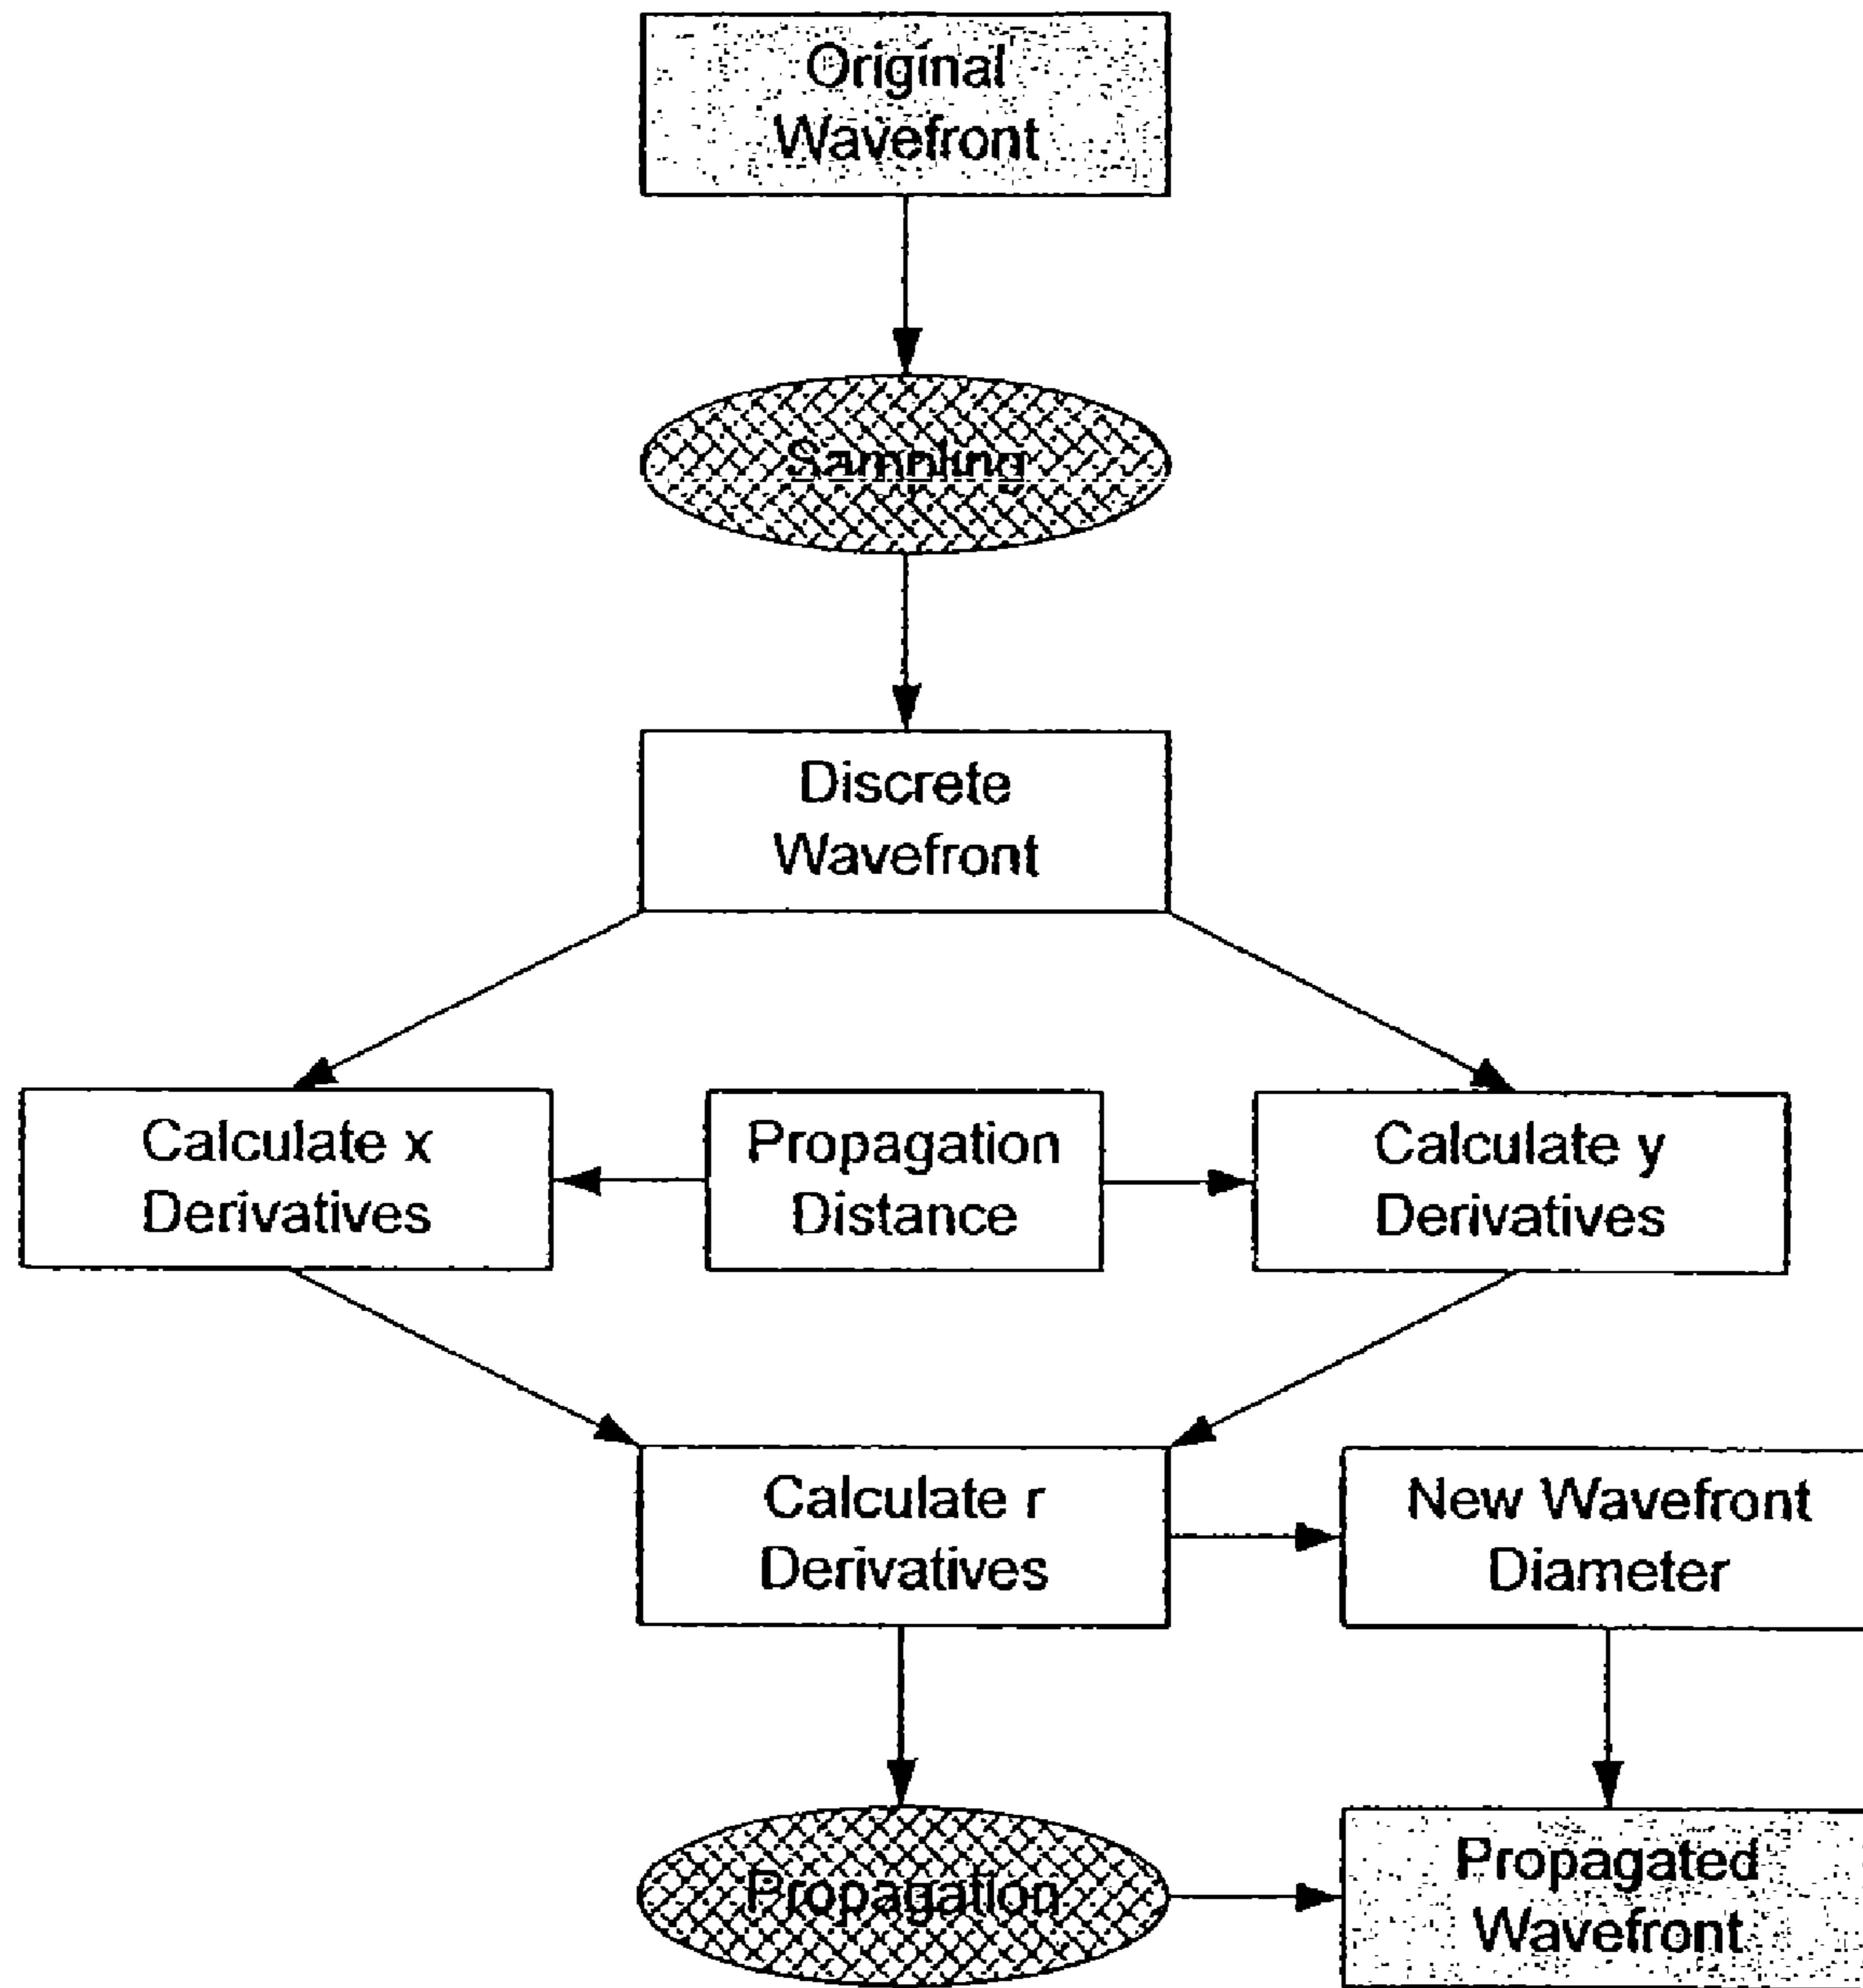 Original
Wavefront
Sampling
Discrete
Wavefront
Calculate x
Derivatives
Propagation
Distance
Calculate y
Derivatives
Calculate r
Derivatives
New Wavefront
Diameter
Propagation
Propagated
Wavefront